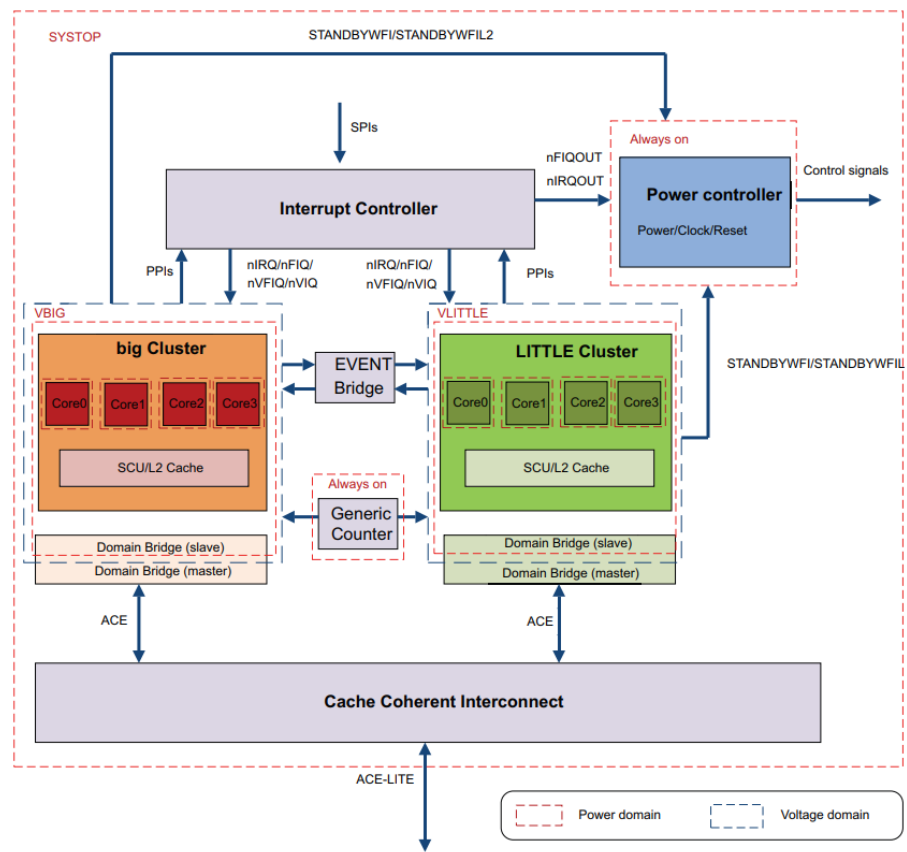 SYSTOP
STANDBYWFI/STANDBYWFIL2
SPIs
Always on
nFIQOUT
nIRQOUT
Power controller
Power/Clock/Reset
Control signals
Interrupt Controller
PPIs
nIRQ/nFIQ/
nVFIQ/nVIQ
nIRQ/nFIQ/
nVFIQ/nVIQ
PPIs
VBIG
big Cluster
Core0
Core1
Core2
Core3
SCU/L2 Cache
EVENT
Bridge
VLITTLE
LITTLE Cluster
Core0
Core1
Core2
Core3
SCU/L2 Cache
STANDBYWFI/STANDBYWFIL
Always on
Generic
Counter
Domain Bridge (slave)
Domain Bridge (master)
Domain Bridge (slave)
Domain Bridge (master)
ACE
ACE
Cache Coherent Interconnect
ACE-LITE
Power domain
Voltage domain